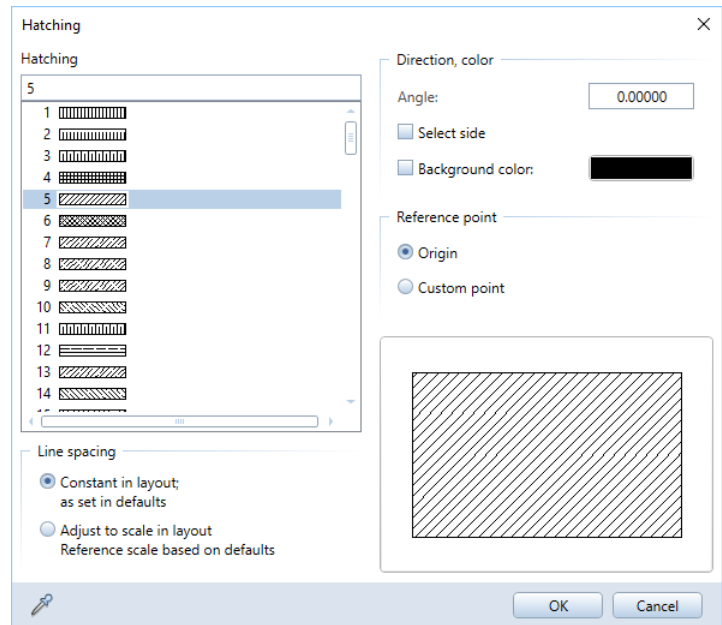 Hatching
Hatching
5
1
2
3
4
5
6
7
8
9
10
11
12
13
14
Line spacing
Constant in layout;
as set in defaults
Adjust to scale in layout
Reference scale based on defaults
Direction, color
Angle: 0.00000
Select side
Background color:
Reference point
Origin
Custom point
OK Cancel